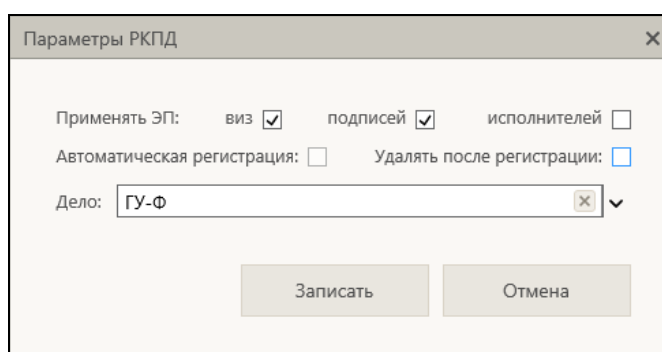 Параметры РКПД
Применять ЭП: виз подписей исполнителей
Автоматическая регистрация: Удалять после регистрации:
Дело: ГУ-Ф
Записать Отмена